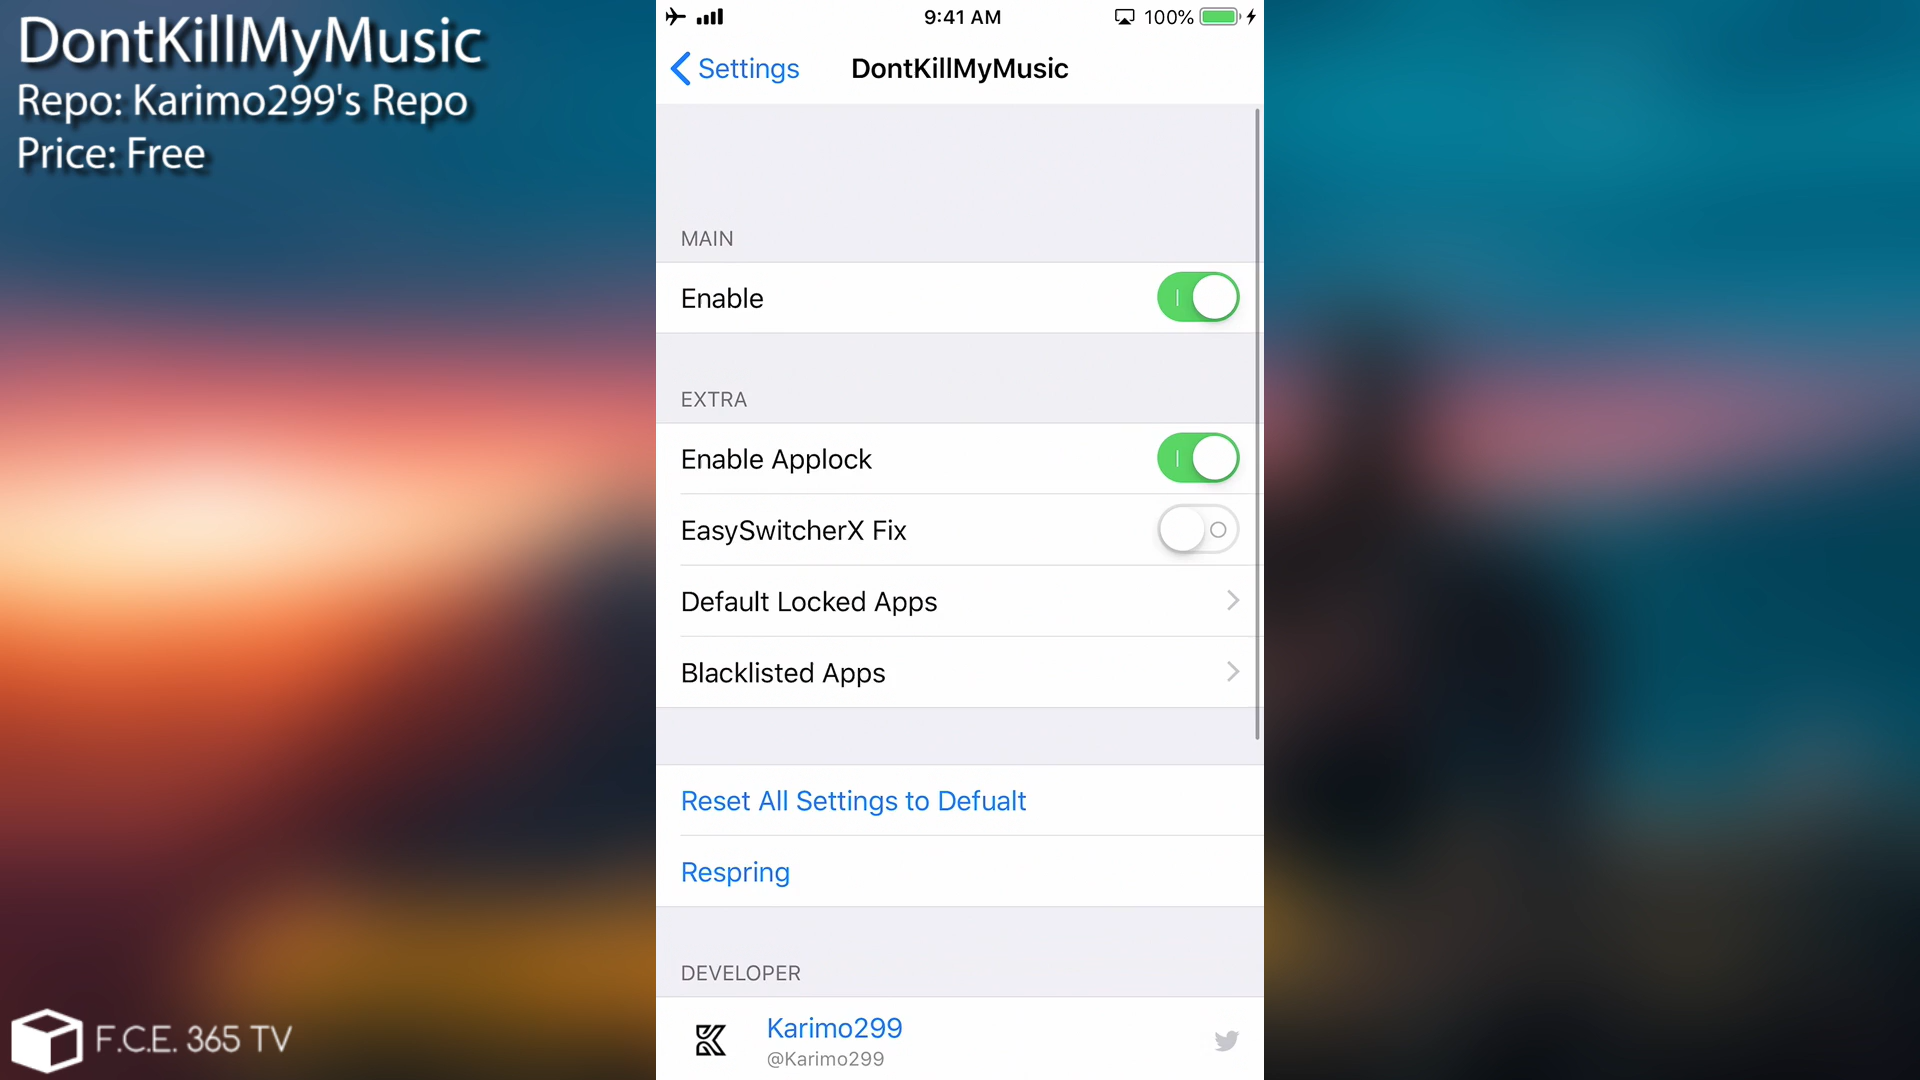 DontKillMyMusic
Repo: Karimo299's Repo
Price: Free
9:41 AM
100%
Settings
DontKillMyMusic
MAIN
Enable
EXTRA
Enable Applock
EasySwitcherX Fix
Default Locked Apps
Blacklisted Apps
Reset All Settings to Defualt
Respring
DEVELOPER
Karimo299
@Karimo299
F.C.E. 365 TV